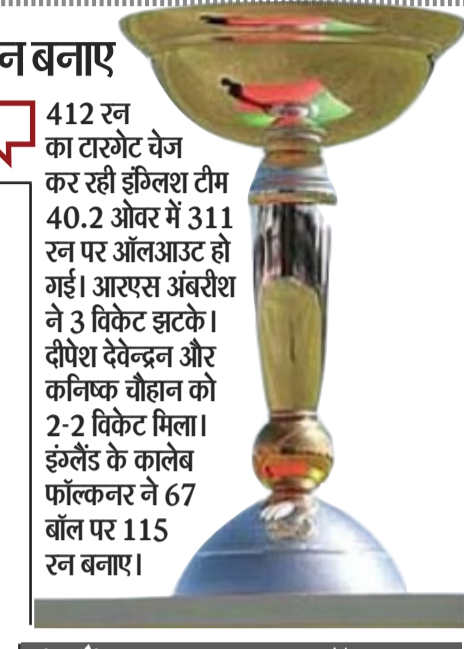 न बनाए
412 रन
का टारगेट चेज
कर रही इंग्लिश टीम
40.2 ओवर में 311
रन पर ऑलआउट हो
गई। आरएस अंबरीश
ने 3 विकेट झटके।
दीपेश देवेन्द्रन और
कनिष्क चौहान को
2-2 विकेट मिला।
इंग्लैंड के कालेब
फॉल्कनर ने 67
बॉल पर 115
रन बनाए।